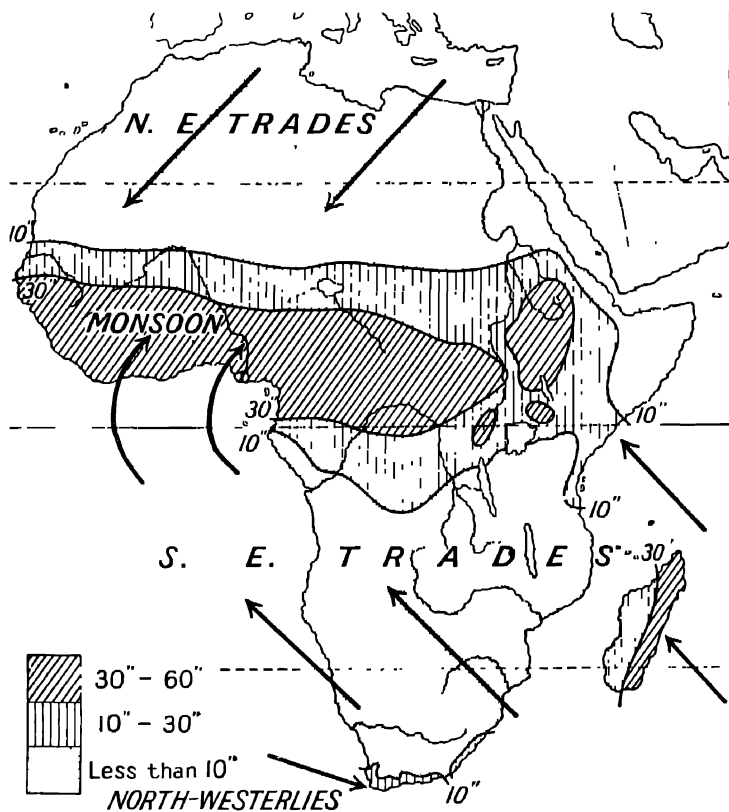 N. E TRADES
10"
30"
MONSOON
30"
10"
10"
10"
S. E. TRADES
30"
30" - 60"
10" - 30"
Less than 10"
10"
NORTH-WESTERLIES